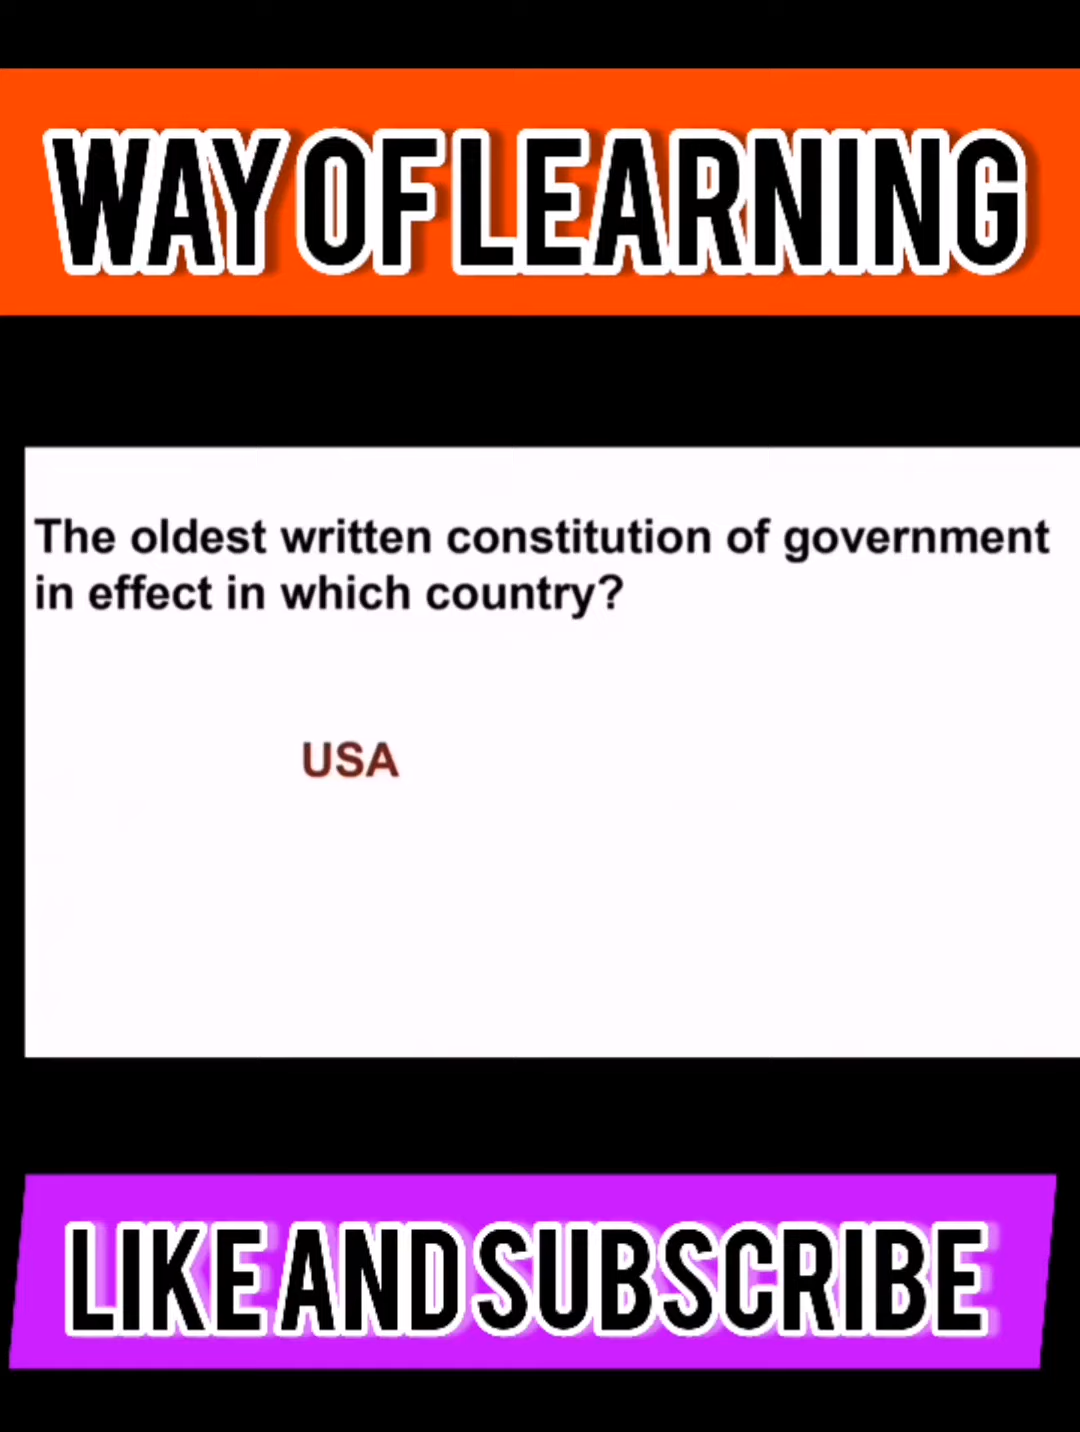 WAY OF LEARNING
The oldest written constitution of government
in effect in which country?
USA
LIKE AND SUBSCRIBE